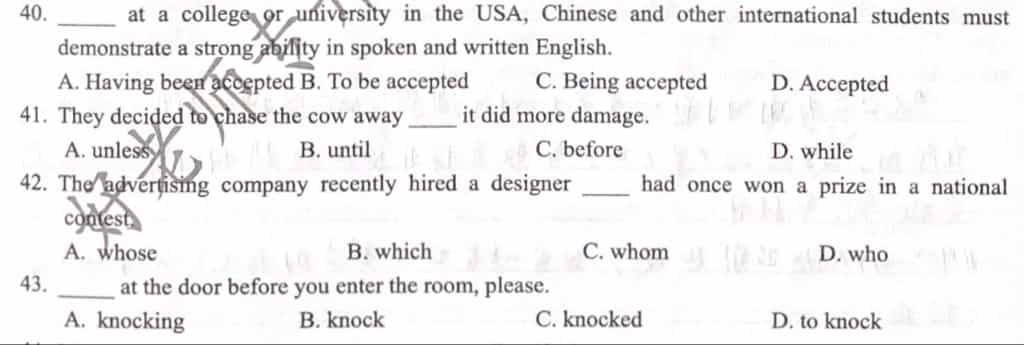 40. ______ at a college or university in the USA, Chinese and other international students must
demonstrate a strong ability in spoken and written English.
A. Having been accepted B. To be accepted C. Being accepted D. Accepted
41. They decided to chase the cow away ____ it did more damage.
A. unless B. until C. before D. while
42. The advertising company recently hired a designer ____ had once won a prize in a national
contest.
A. whose B. which C. whom D. who
43. ______ at the door before you enter the room, please.
A. knocking B. knock C. knocked D. to knock